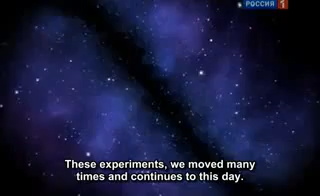 РОССИЯ 1
These experiments, we moved many
times and continues to this day.